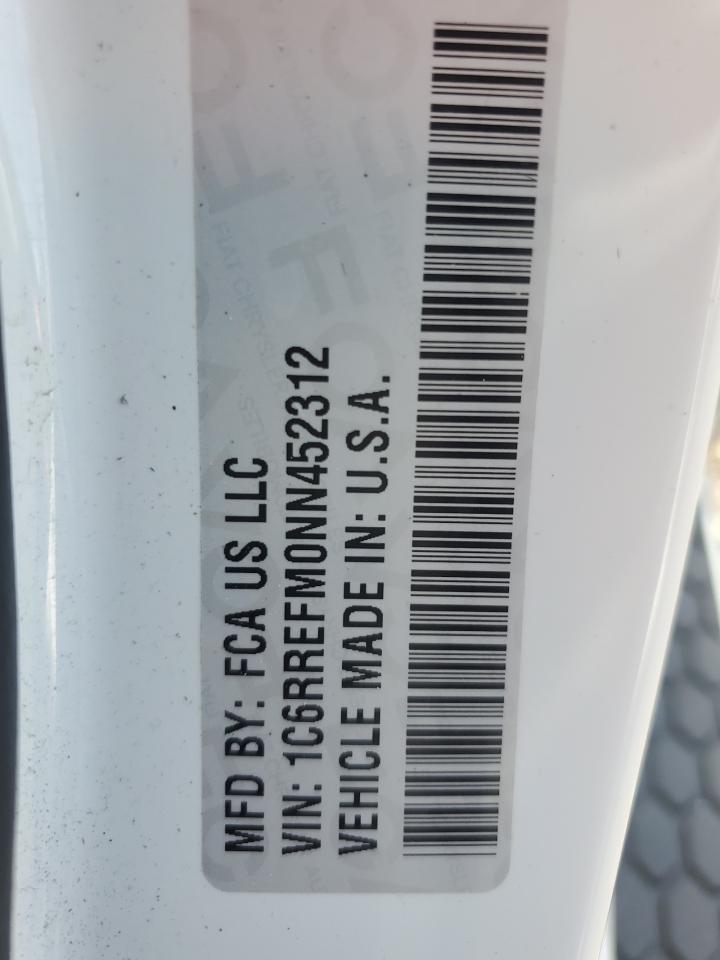 MFD BY: FCA US LLC
VIN: 1C6RREFM0NN452312
VEHICLE MADE IN: U.S.A.